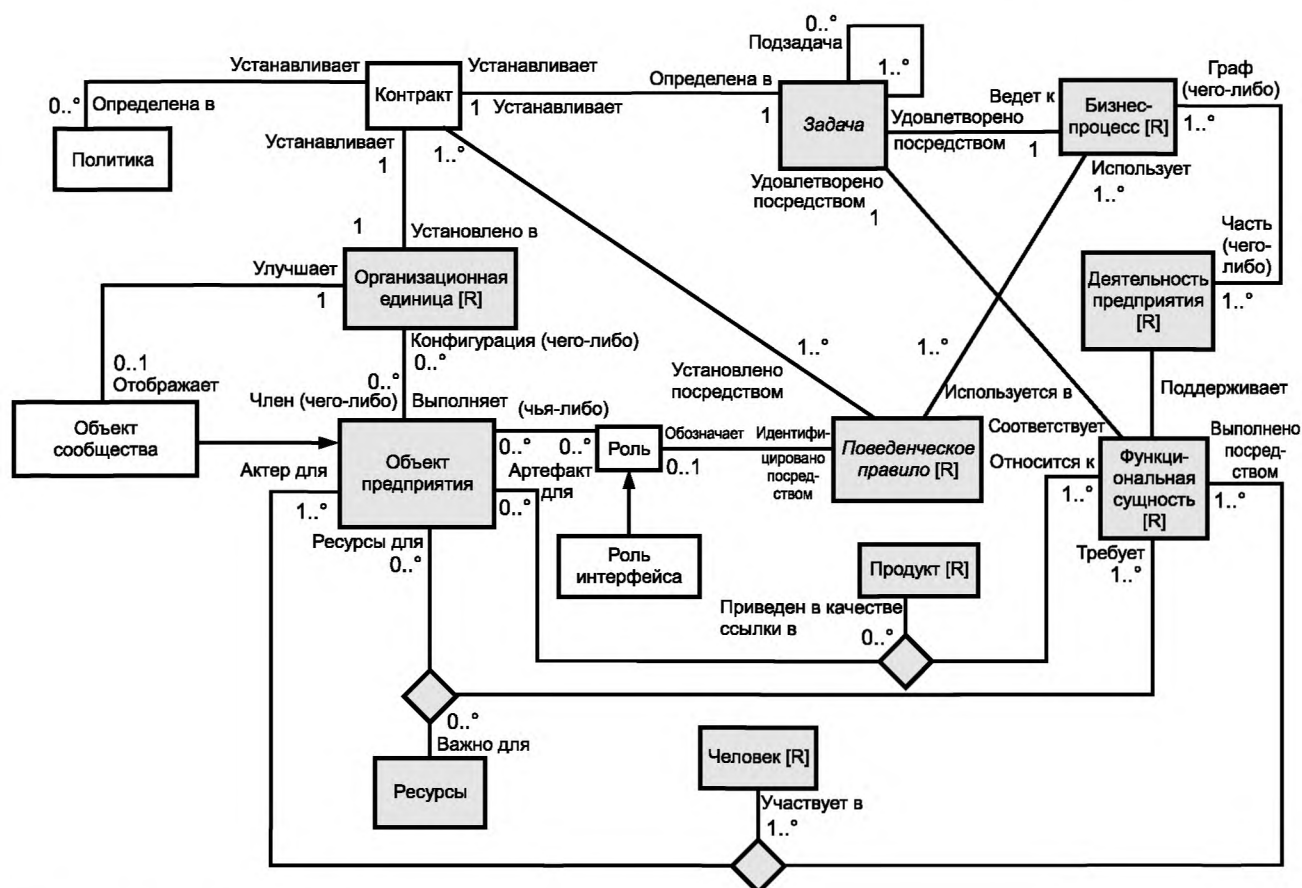 0..°
Подзадача
1..°
Устанавливает
Устанавливает
Определена в
Граф
(чего-либо)
0..°
Определена в
Контракт
1
Устанавливает
1
Задача
Ведет к
Бизнес-
процесс [R]
1..°
Удовлетворено
посредством
1
Политика
Устанавливает
1
1..°
Удовлетворено
посредством
1
Использует
1..°
1
Установлено в
Часть
(чего-
либо)
1..°
Улучшает
1
Организационная
единица [R]
Деятельность
предприятия
[R]
Конфигурация (чего-либо)
0..°
1..°
1..°
0..1
Отображает
0..°
Установлено
посредством
Используется в
Поддерживает
Член (чего-либо)
Выполняет
(чья-либо)
Объект
сообщества
Объект
предприятия
0..°
0..°
Роль
Обозначает
0..1
Идентифи-
цировано
посред-
ством
Поведенческое
правило [R]
Соответствует
Выполнено
посред-
ством
Актер для
1..°
Артефакт
для
0..°
Относится к
1..°
Функци-
ональная
сущность
[R]
1..°
Ресурсы для
0..°
Роль
интерфейса
Продукт [R]
Требует
1..°
Приведен в качестве
ссылки в
0..°
0..°
Важно для
Ресурсы
Человек [R]
Участвует в
1..°